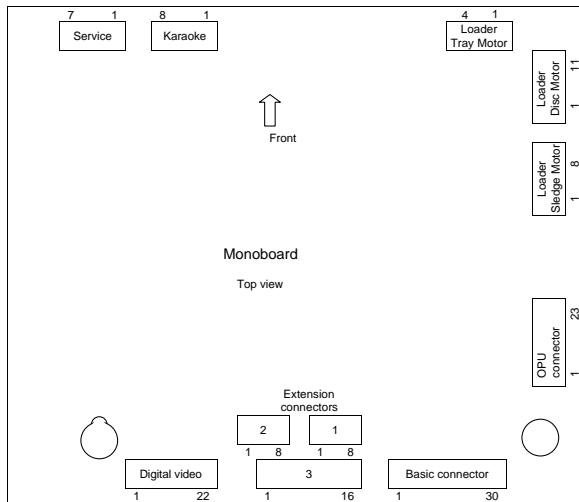 7 1
8 1
4 1
Service
Karaoke
Loader
Tray Motor
Loader
Disc Motor
11
1
Front
Loader
Sledge Motor
8
1
Monoboard
Top view
OPU
connector
23
1
Extension
connectors
2
1
1 8
1 8
Digital video
3
Basic connector
1 22
1 16
1 30